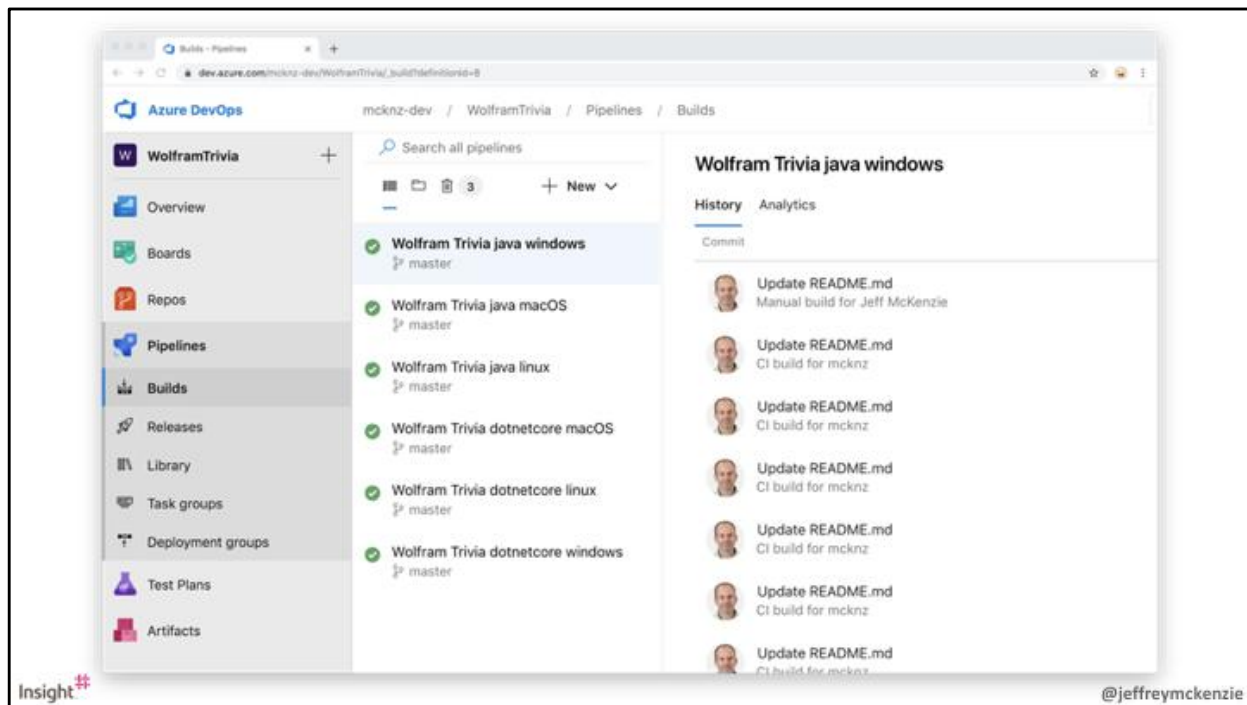 Builds - Pipelines
dev.azure.com/mcknz-dev/WolframTrivia/_build?definitionId=8
Azure DevOps
mcknz-dev / WolframTrivia / Pipelines / Builds
W WolframTrivia
Overview
Boards
Repos
Pipelines
Builds
Releases
Library
Task groups
Deployment groups
Test Plans
Artifacts
Search all pipelines
3
New
Wolfram Trivia java windows
master
Wolfram Trivia java macOS
master
Wolfram Trivia java linux
master
Wolfram Trivia dotnetcore macOS
master
Wolfram Trivia dotnetcore linux
master
Wolfram Trivia dotnetcore windows
master
Wolfram Trivia java windows
History Analytics
Commit
Update README.md
Manual build for Jeff McKenzie
Update README.md
CI build for mcknz
Update README.md
CI build for mcknz
Update README.md
CI build for mcknz
Update README.md
CI build for mcknz
Update README.md
CI build for mcknz
Update README.md
CI build for mcknz
Insight
@jeffreymckenzie